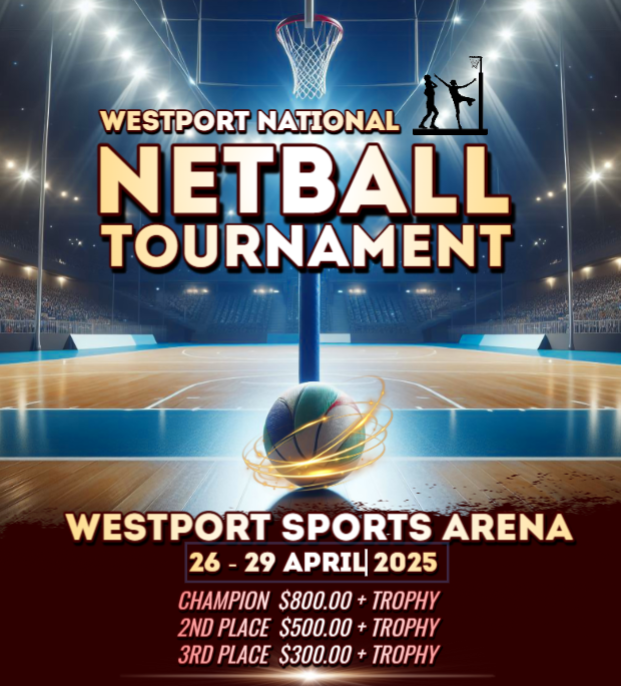 WESTPORT NATIONAL
NETBALL
TOURNAMENT
WESTPORT SPORTS ARENA
26 - 29 APRIL 2025
CHAMPION $800.00 + TROPHY
2ND PLACE $500.00 + TROPHY
3RD PLACE $300.00 + TROPHY